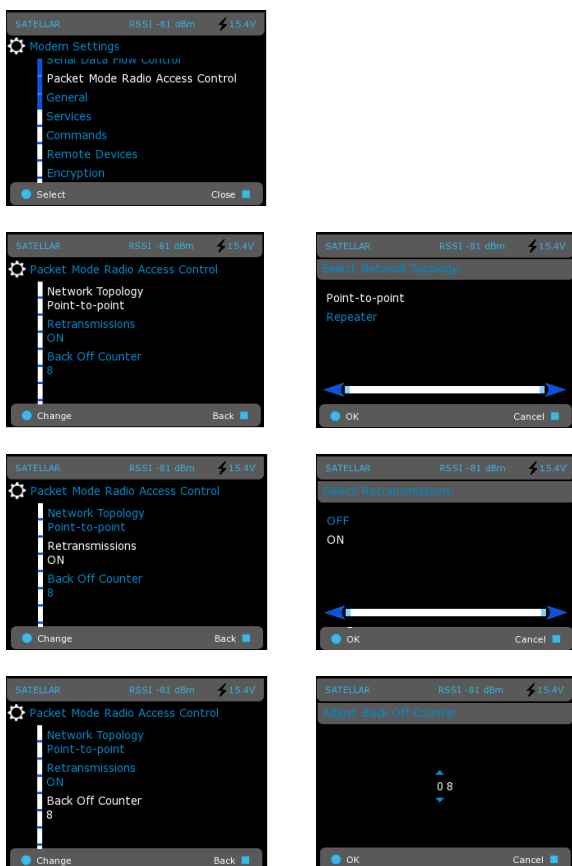 SATELLAR RSSI -81 dBm 15.4V
Modem Settings
Serial Data Flow Control
Packet Mode Radio Access Control
General
Services
Commands
Remote Devices
Encryption
Select Close
SATELLAR RSSI -81 dBm 15.4V
Packet Mode Radio Access Control
Network Topology
Point-to-point
Retransmissions
ON
Back Off Counter
8
Change Back
SATELLAR RSSI -81 dBm 15.4V
Select Network Topology:
Point-to-point
Repeater
OK Cancel
SATELLAR RSSI -81 dBm 15.4V
Packet Mode Radio Access Control
Network Topology
Point-to-point
Retransmissions
ON
Back Off Counter
8
Change Back
SATELLAR RSSI -81 dBm 15.4V
Select Retransmissions:
OFF
ON
OK Cancel
SATELLAR RSSI -81 dBm 15.4V
Packet Mode Radio Access Control
Network Topology
Point-to-point
Retransmissions
ON
Back Off Counter
8
Change Back
SATELLAR RSSI -81 dBm 15.4V
Adjust Back Off Counter
0 8
OK Cancel